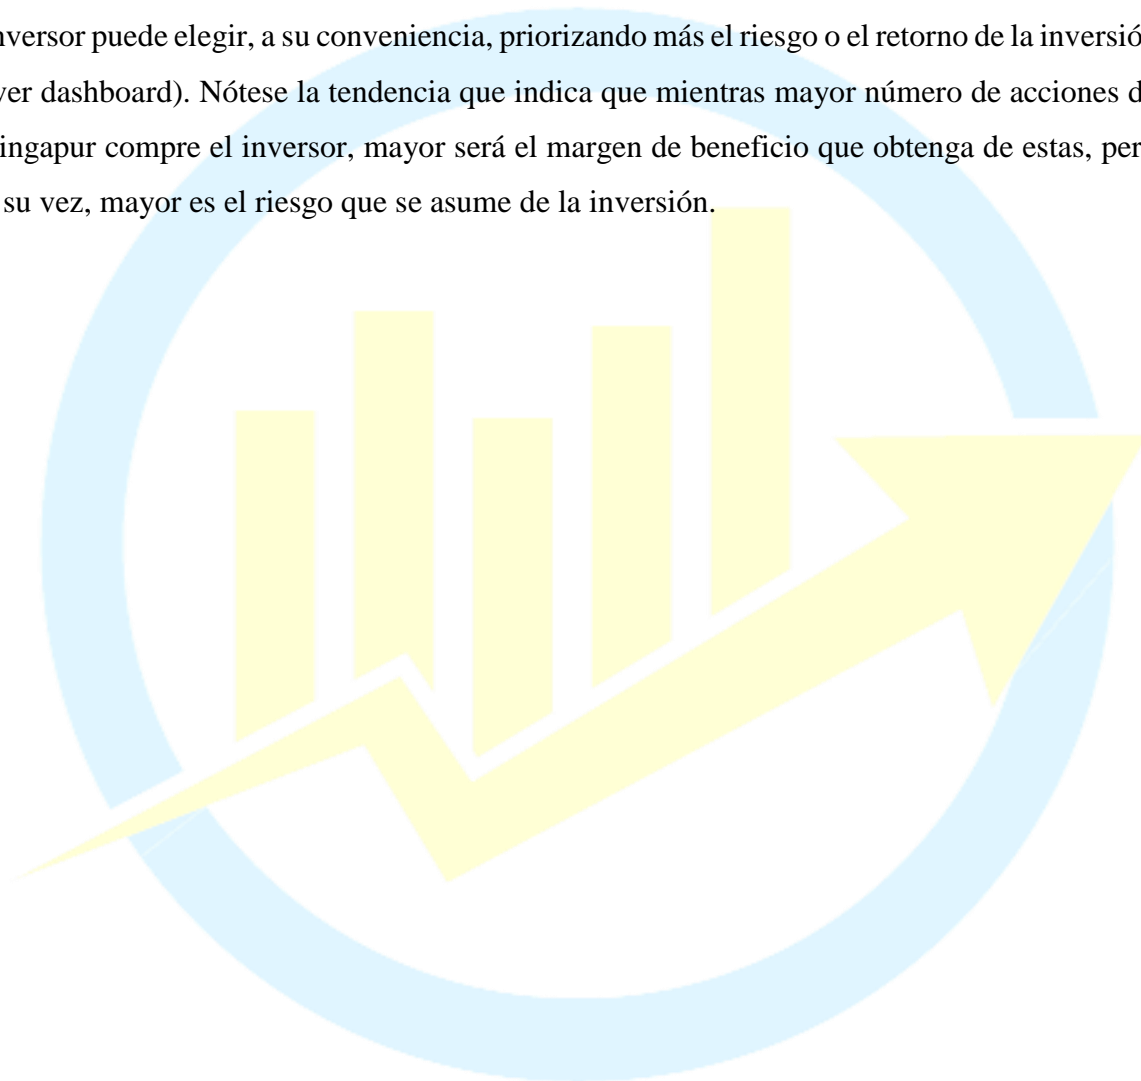 nversor puede elegir, a su conveniencia, priorizando más el riesgo o el retorno de la inversió
ver dashboard). Nótese la tendencia que indica que mientras mayor número de acciones d
ingapur compre el inversor, mayor será el margen de beneficio que obtenga de estas, per
su vez, mayor es el riesgo que se asume de la inversión.